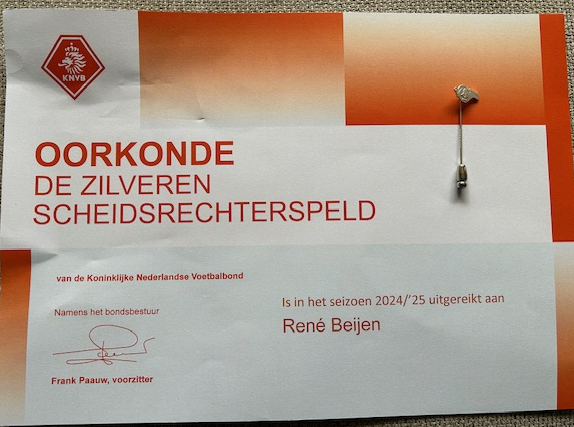 KNVB
OORKONDE
DE ZILVEREN
SCHEIDSRECHTERSPELD
van de Koninklijke Nederlandse Voetbalbond
Namens het bondsbestuur
Frank Paauw, voorzitter
Is in het seizoen 2024/'25 uitgereikt aan
René Beijen